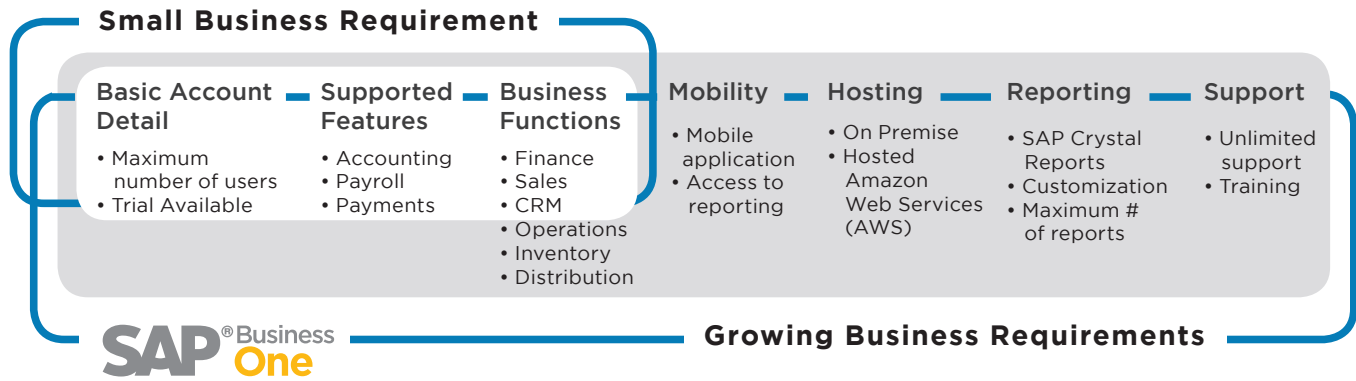 Small Business Requirement
Basic Account
Detail
• Maximum
number of users
• Trial Available
Supported
Features
• Accounting
• Payroll
• Payments
Business
Functions
• Finance
• Sales
• CRM
• Operations
• Inventory
• Distribution
Mobility
• Mobile
application
• Access to
reporting
Hosting
• On Premise
• Hosted
Amazon
Web Services
(AWS)
Reporting
• SAP Crystal
Reports
• Customization
• Maximum #
of reports
Support
• Unlimited
support
• Training
SAP® Business
One
Growing Business Requirements